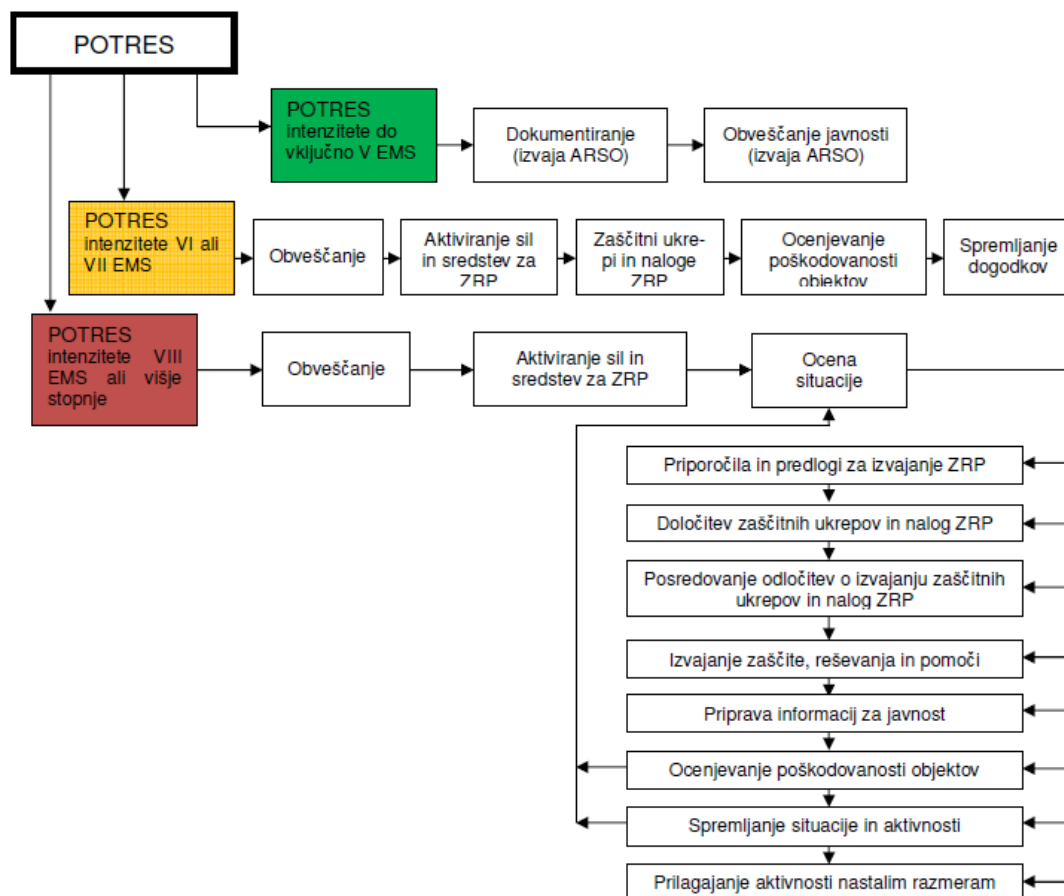 POTRES
POTRES
intenzitete do
vključno V EMS
Dokumentiranje
(izvaja ARSO)
Obveščanje javnosti
(izvaja ARSO)
POTRES
intenzitete VI ali
VII EMS
Obveščanje
Aktiviranje sil
in sredstev za
ZRP
Zaščitni ukre-
pi in naloge
ZRP
Ocenjevanje
poškodovanosti
objektov
Spremljanje
dogodkov
POTRES
intenzitete VIII
EMS ali višje
stopnje
Obveščanje
Aktiviranje sil in
sredstev za ZRP
Ocena
situacije
Priporočila in predlogi za izvajanje ZRP
Določitev zaščitnih ukrepov in nalog ZRP
Posredovanje odločitev o izvajanju zaščitnih
ukrepov in nalog ZRP
Izvajanje zaščite, reševanja in pomoči
Priprava informacij za javnost
Ocenjevanje poškodovanosti objektov
Spremljanje situacije in aktivnosti
Prilagajanje aktivnosti nastalim razmeram